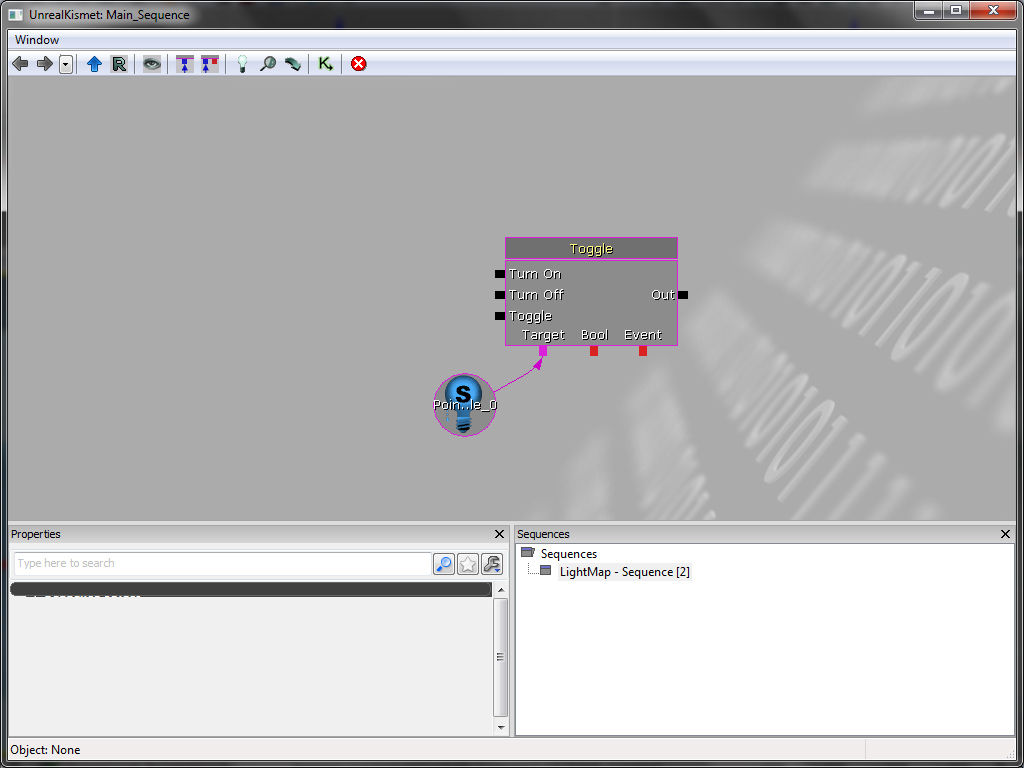 UnrealKismet: Main_Sequence
Window
R
K
Toggle
Turn On
Turn Off
Out
Toggle
Target Bool Event
S
Poin...le_0
Properties
Sequences
Type here to search
Sequences
LightMap - Sequence [2]
Object: None